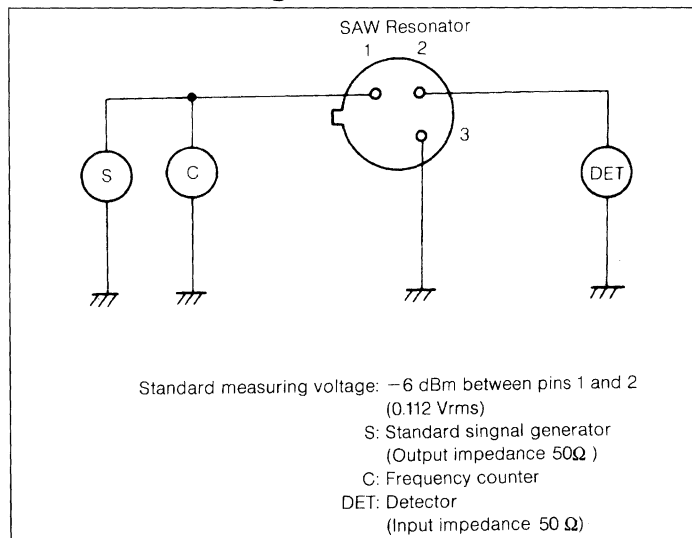 SAW Resonator
1 2
3
S
C
DET
Standard measuring voltage: −6 dBm between pins 1 and 2
(0.112 Vrms)
S: Standard singnal generator
(Output impedance 50Ω )
C: Frequency counter
DET: Detector
(Input impedance 50 Ω)